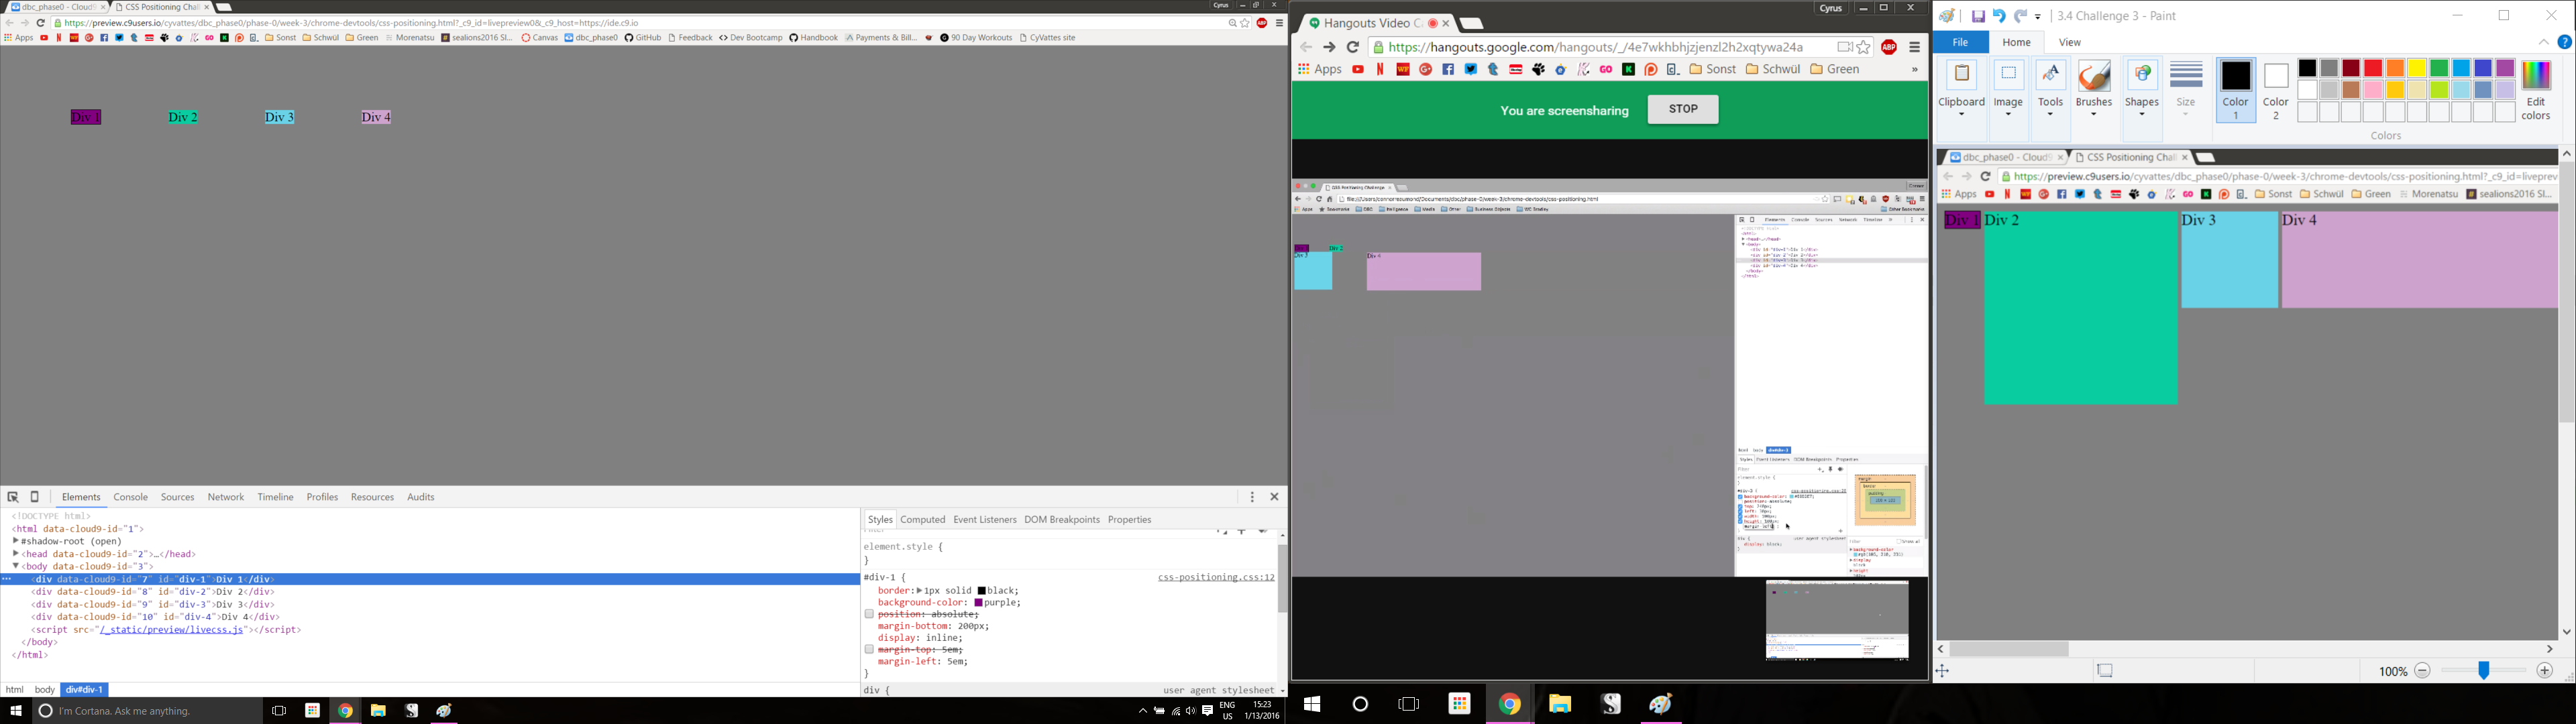 dbc_phase0 - Cloud9
CSS Positioning Chall
Cyrus
https://preview.c9users.io/cyvattes/dbc_phase0/phase-0/week-3/chrome-devtools/css-positioning.html?_c9_id=livepreview0&_c9_host=https://ide.c9.io
Apps
Sonst
Schwül
Green
Morenatsu
sealions2016 Sl...
Canvas
dbc_phase0
GitHub
Feedback
Dev Bootcamp
Handbook
Payments & Bill...
90 Day Workouts
CyVattes site
Div 1
Div 2
Div 3
Div 4
Elements Console Sources Network Timeline Profiles Resources Audits
<!DOCTYPE html>
<html data-cloud9-id="1">
#shadow-root (open)
<head data-cloud9-id="2">…</head>
<body data-cloud9-id="3">
<div data-cloud9-id="7" id="div-1">Div 1</div>
<div data-cloud9-id="8" id="div-2">Div 2</div>
<div data-cloud9-id="9" id="div-3">Div 3</div>
<div data-cloud9-id="10" id="div-4">Div 4</div>
<script src="/_static/preview/livecss.js"></script>
</body>
</html>
html body div#div-1
Styles Computed Event Listeners DOM Breakpoints Properties
element.style {
}
#div-1 {
css-positioning.css:12
border: 1px solid black;
background-color: purple;
position: absolute;
margin-bottom: 200px;
display: inline;
margin-top: 5em;
margin-left: 5em;
}
div {
user agent stylesheet
I'm Cortana. Ask me anything.
ENG
US
15:23
1/13/2016
Hangouts Video C
Cyrus
https://hangouts.google.com/hangouts/_/4e7wkhbhjzjenzl2h2xqtywa24a
ABP
Apps
Sonst
Schwül
Green
You are screensharing
STOP
CSS Positioning Challenge
Div 3
Div 2
Div 4
3.4 Challenge 3 - Paint
File
Home
View
Clipboard
Image
Tools
Brushes
Shapes
Size
Color
1
Color
2
Edit
colors
Colors
dbc_phase0 - Cloud9
CSS Positioning Chall
https://preview.c9users.io/cyvattes/dbc_phase0/phase-0/week-3/chrome-devtools/css-positioning.html?_c9_id=liveprev
Apps
Sonst
Schwül
Green
Morenatsu
sealions2016 Sl...
Div 1
Div 2
Div 3
Div 4
100%